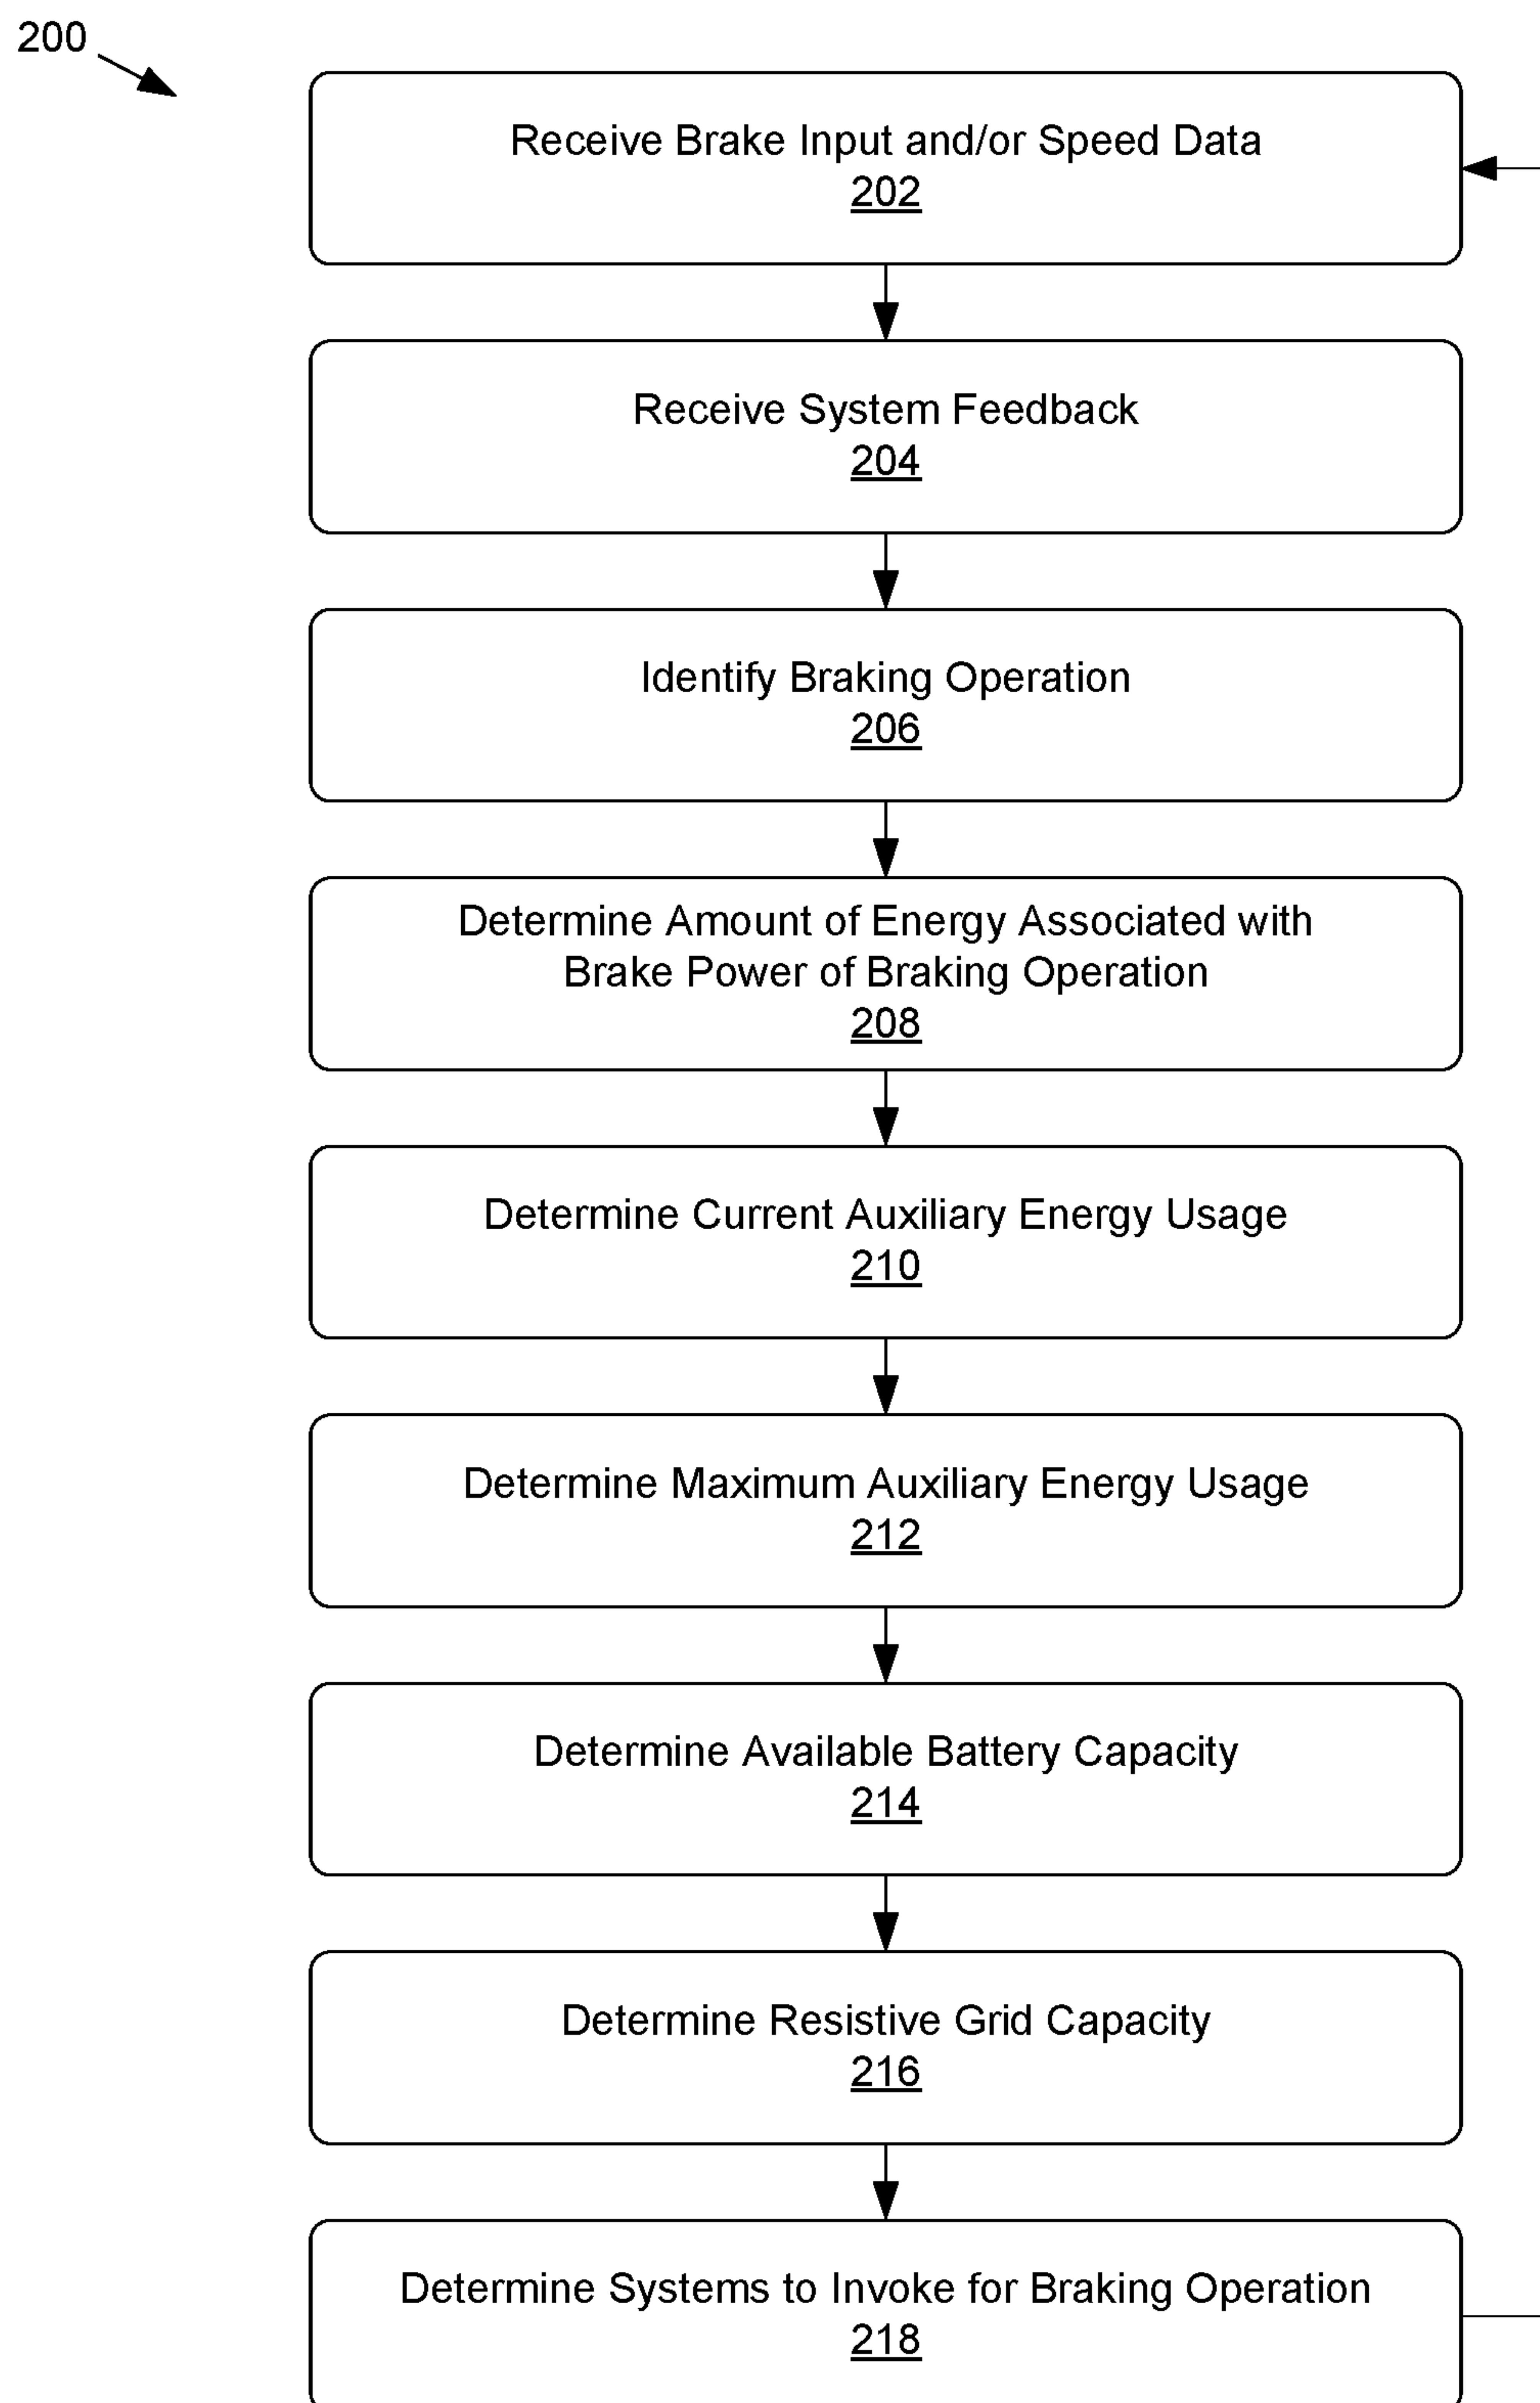 200
Receive Brake Input and/or Speed Data
202
Receive System Feedback
204
Identify Braking Operation
206
Determine Amount of Energy Associated with
Brake Power of Braking Operation
208
Determine Current Auxiliary Energy Usage
210
Determine Maximum Auxiliary Energy Usage
212
Determine Available Battery Capacity
214
Determine Resistive Grid Capacity
216
Determine Systems to Invoke for Braking Operation
218